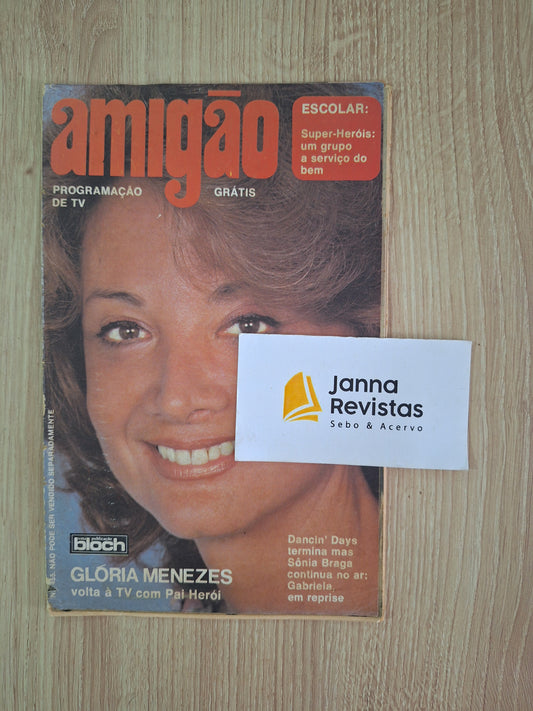 amigão
ESCOLAR:
Super-Heróis:
um grupo
a serviço do
bem
PROGRAMAÇÃO
DE TV
GRÁTIS
Janna
Revistas
Sebo & Acervo
NÃO PODE SER VENDIDO SEPARADAMENTE
bloch
GLÓRIA MENEZES
volta à TV com Pai Herói
Dancin' Days
termina mas
Sônia Braga
continua no ar:
Gabriela,
em reprise